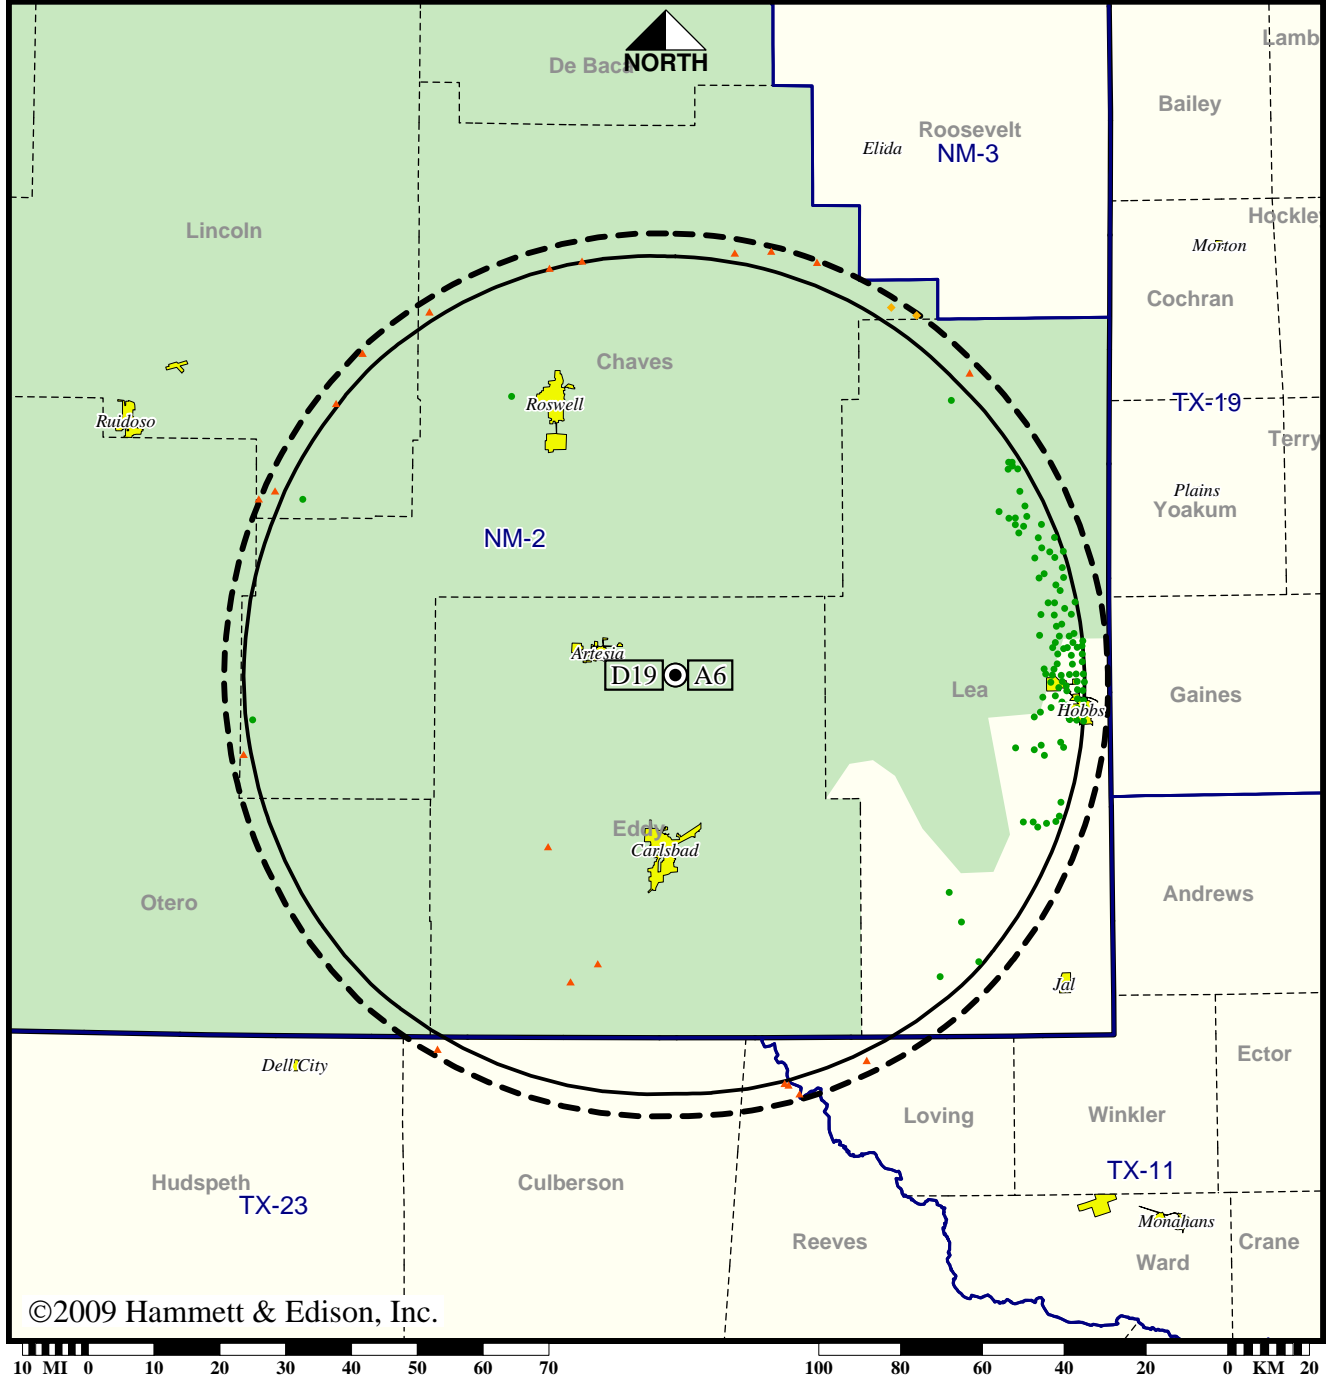 Lamb
De Baca
NORTH
Bailey
Roosevelt
Elida
NM-3
Hockley
Lincoln
Morton
Cochran
Chaves
Roswell
TX-19
Ruidoso
Terry
Plains
Yoakum
NM-2
Artesia
D19
A6
Lea
Gaines
Hobbs
Eddy
Carlsbad
Andrews
Otero
Jal
Ector
Dell City
Loving
Winkler
TX-11
Hudspeth
Culberson
TX-23
Monahans
Reeves
Crane
Ward
©2009 Hammett & Edison, Inc.
10 MI 0 10 20 30 40 50 60 70 100 80 60 40 20 0 KM 20